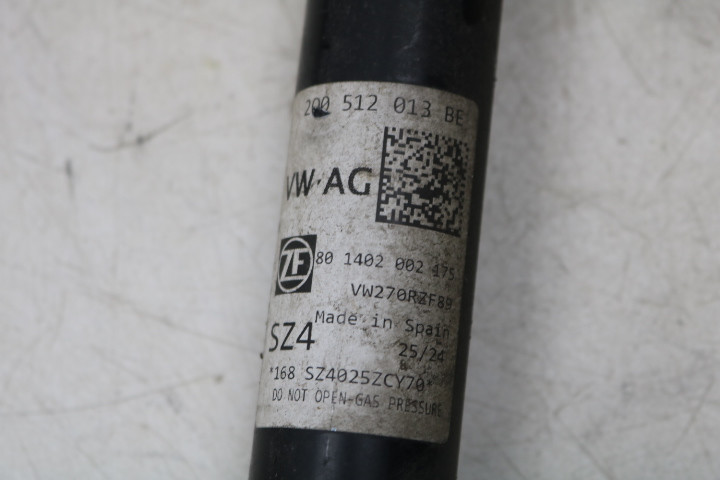 2Q0 512 013 BE
VW·AG
ZF
80 1402 002 475
VW270RZF89
Made in Spain
SZ4
25/24
*168 SZ4025ZCY70*
DO NOT OPEN-GAS PRESSURE